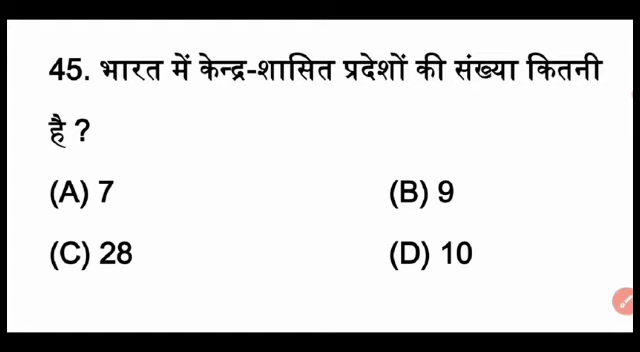 45. भारत में केन्द्र-शासित प्रदेशों की संख्या कितनी
है ?
(A) 7 (B) 9
(C) 28 (D) 10